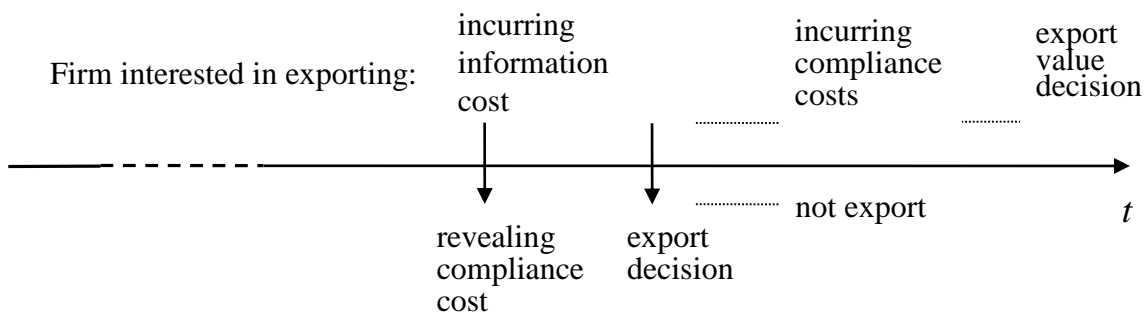 Firm interested in exporting:
incurring
information
cost
incurring
compliance
costs
export
value
decision
not export
t
revealing
compliance
cost
export
decision